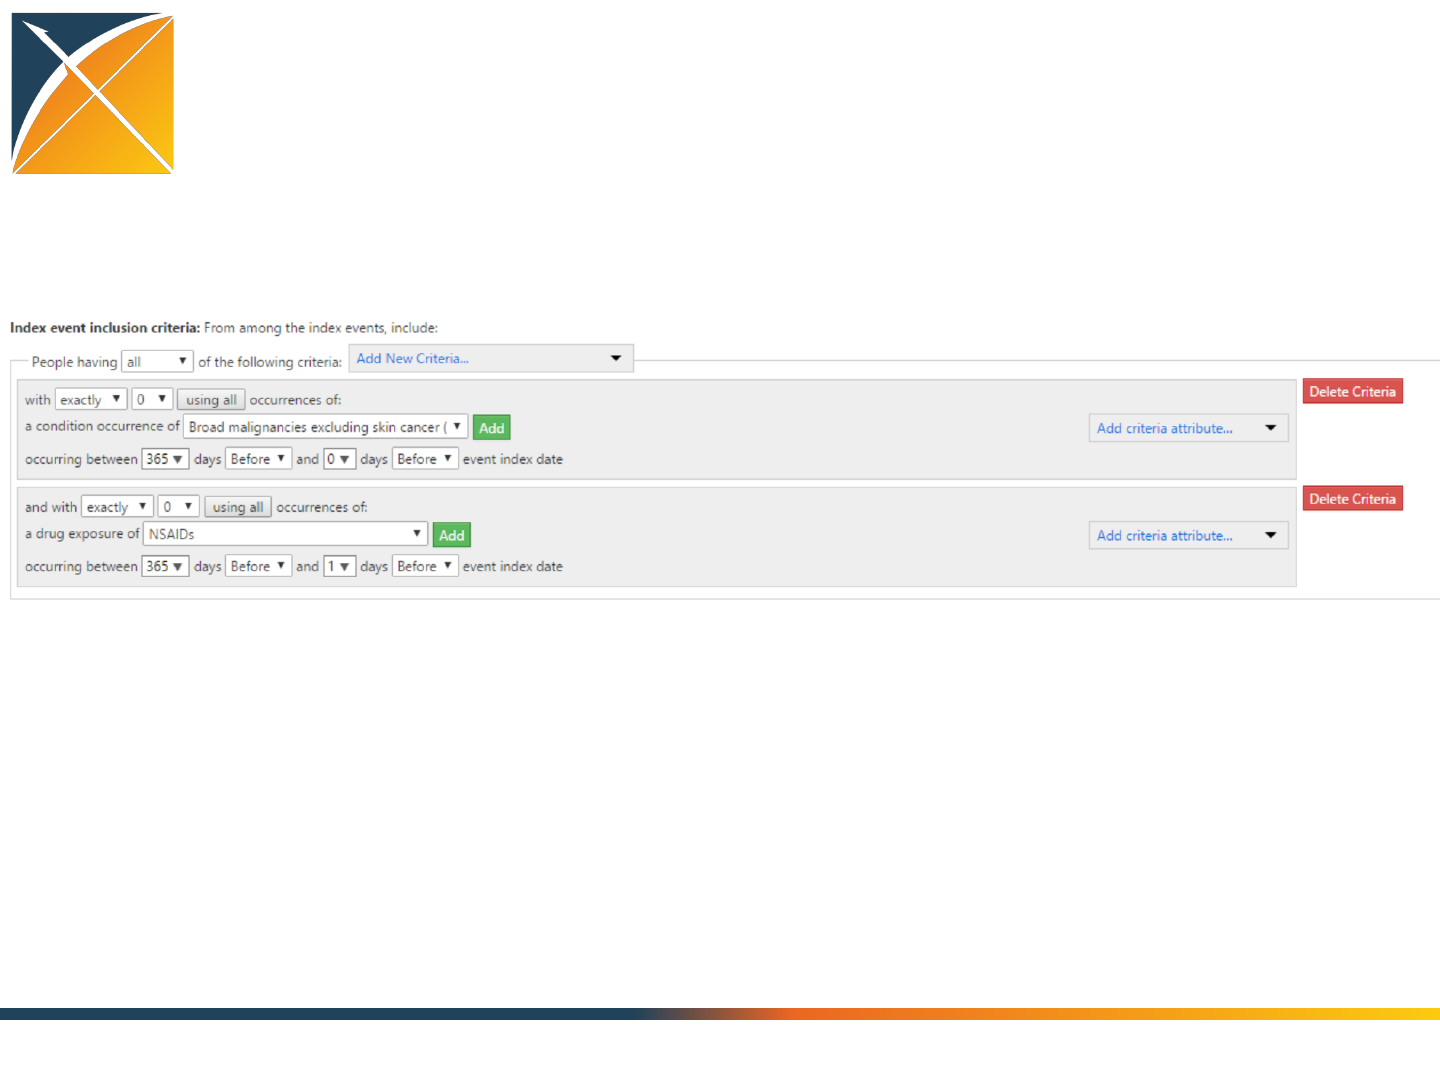 Index event inclusion criteria: From among the index events, include:
People having all of the following criteria: Add New Criteria...
with exactly 0 using all occurrences of:
Delete Criteria
a condition occurrence of Broad malignancies excluding skin cancer ( Add
Add criteria attribute...
occurring between 365 days Before and 0 days Before event index date
and with exactly 0 using all occurrences of:
Delete Criteria
a drug exposure of NSAIDs Add
Add criteria attribute...
occurring between 365 days Before and 1 days Before event index date